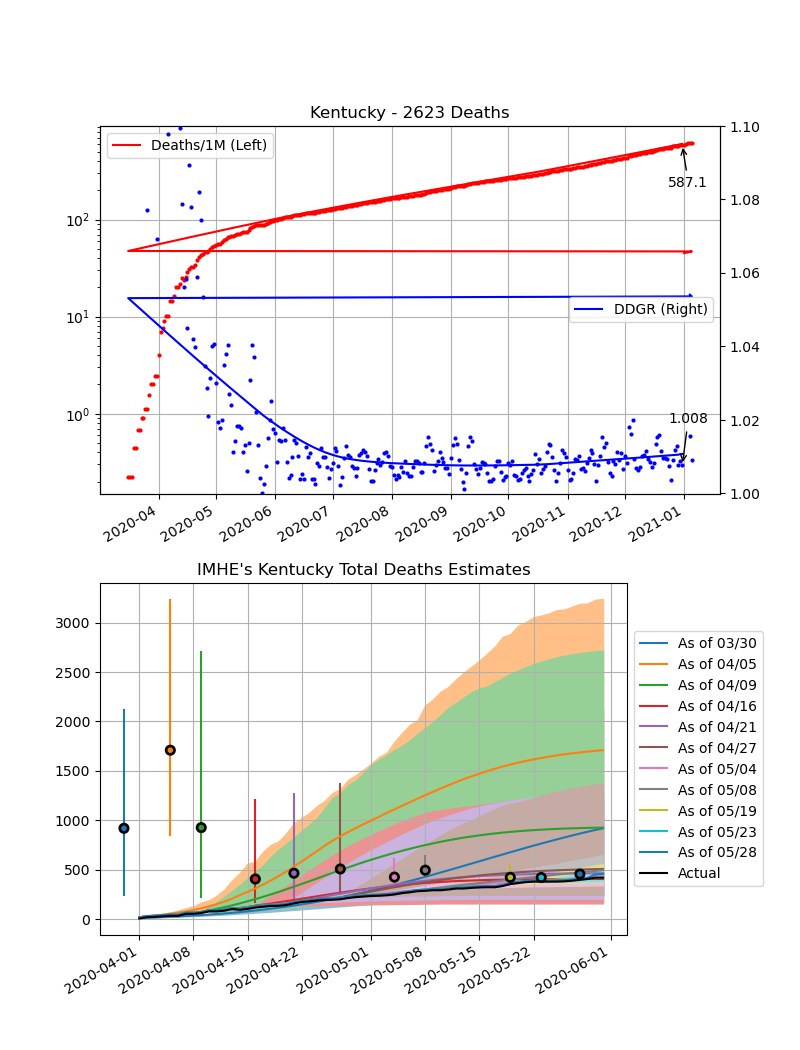 Kentucky - 2623 Deaths
Deaths/1M (Left)
DDGR (Right)
587.1
1.008
10²
10¹
10⁰
1.10
1.08
1.06
1.04
1.02
1.00
2020-04
2020-05
2020-06
2020-07
2020-08
2020-09
2020-10
2020-11
2020-12
2021-01
IMHE's Kentucky Total Deaths Estimates
3000
2500
2000
1500
1000
500
0
2020-04-01
2020-04-08
2020-04-15
2020-04-22
2020-05-01
2020-05-08
2020-05-15
2020-05-22
2020-06-01
As of 03/30
As of 04/05
As of 04/09
As of 04/16
As of 04/21
As of 04/27
As of 05/04
As of 05/08
As of 05/19
As of 05/23
As of 05/28
Actual